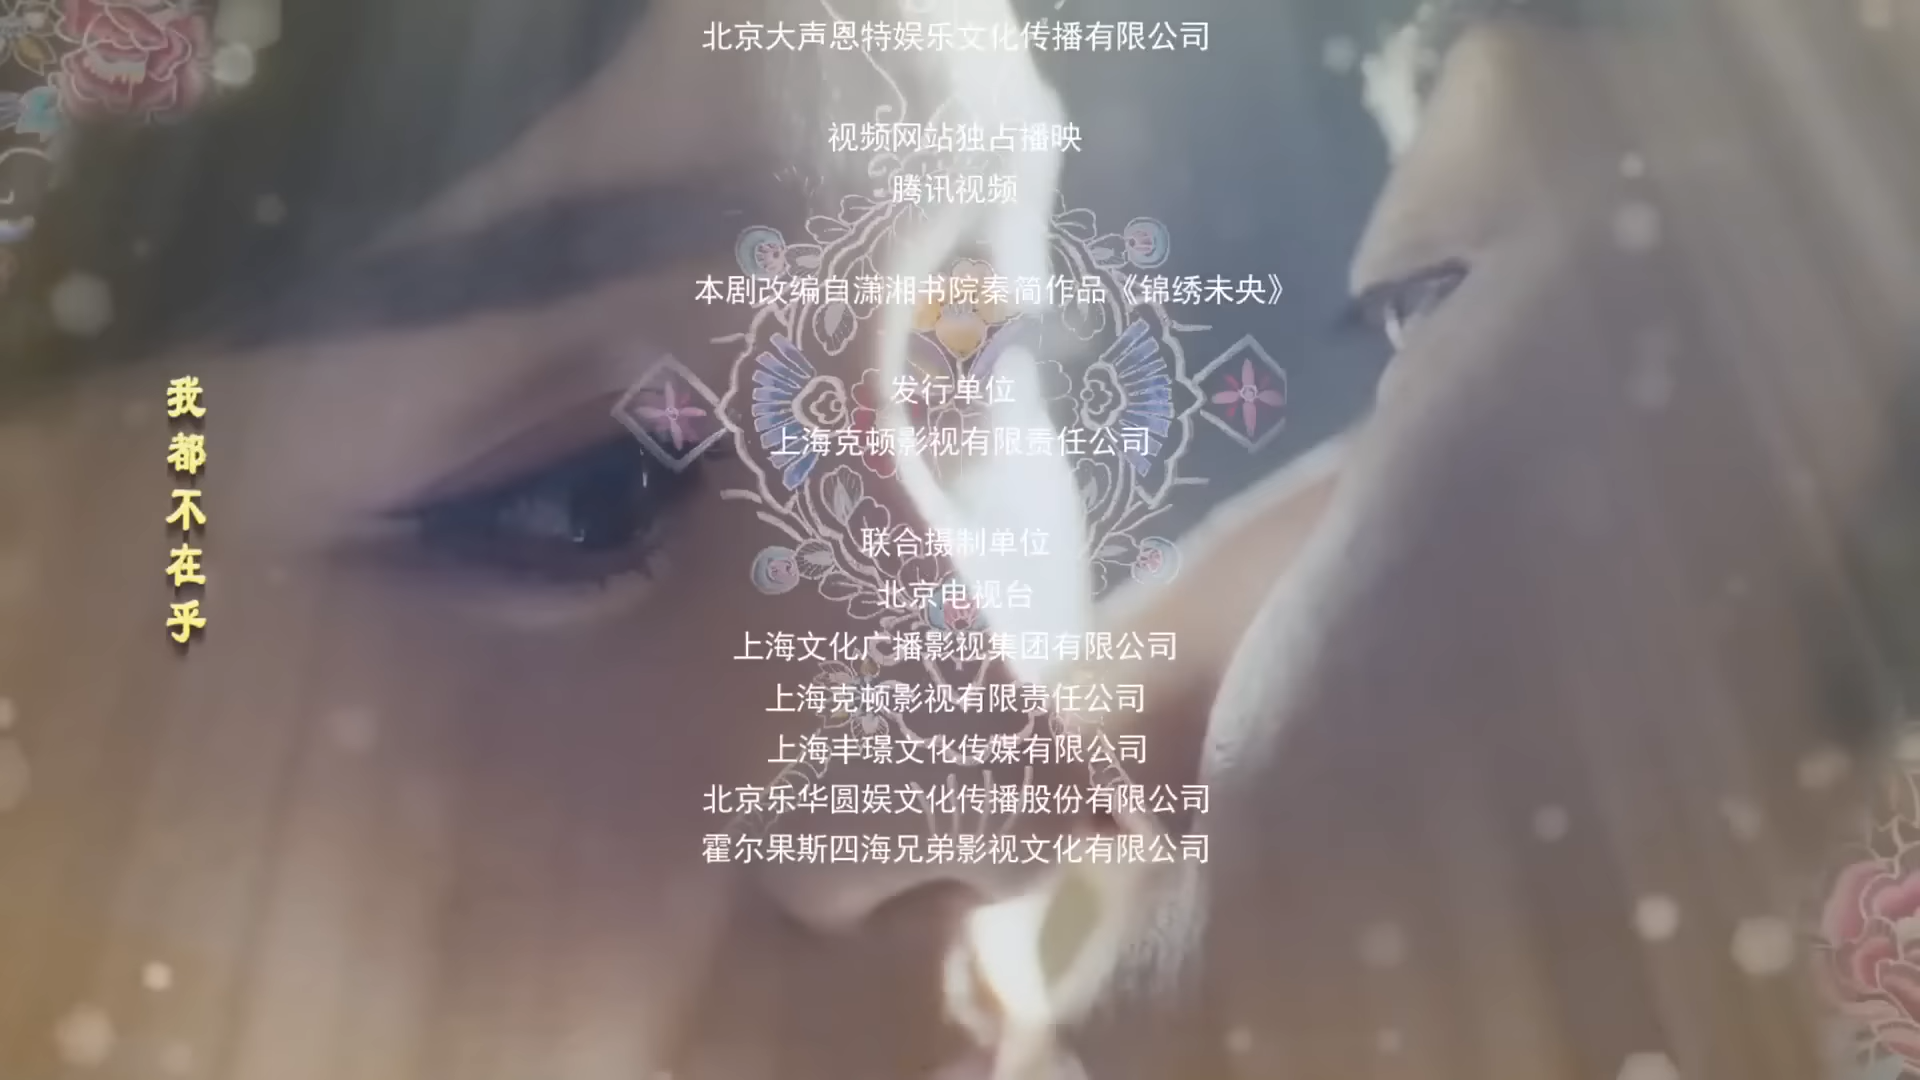 北京大声恩特娱乐文化传播有限公司
视频网站独占播映
腾讯视频
本剧改编自潇湘书院秦简作品《锦绣未央》
发行单位
上海克顿影视有限责任公司
联合摄制单位
北京电视台
上海文化广播影视集团有限公司
上海克顿影视有限责任公司
上海丰璟文化传媒有限公司
北京乐华圆娱文化传播股份有限公司
霍尔果斯四海兄弟影视文化有限公司
我都不在乎